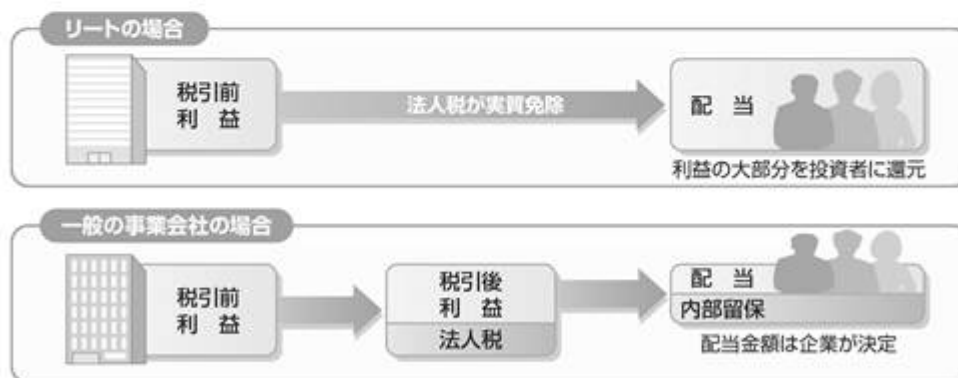 リートの場合
税引前
利　益
法人税が実質免除
配　当
利益の大部分を投資者に還元
一般の事業会社の場合
税引前
利　益
税引後
利　益
法人税
配　当
内部留保
配当金額は企業が決定